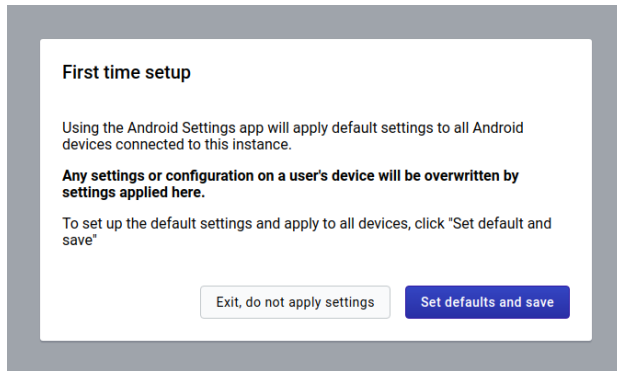 First time setup
Using the Android Settings app will apply default settings to all Android
devices connected to this instance.
Any settings or configuration on a user's device will be overwritten by
settings applied here.
To set up the default settings and apply to all devices, click "Set default and
save"
Exit, do not apply settings
Set defaults and save